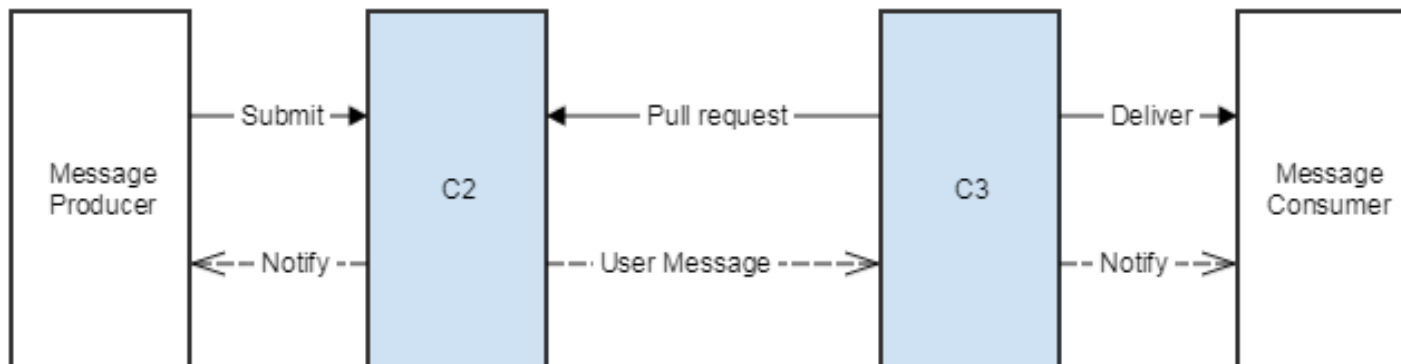 Submit
Pull request
Deliver
Message
Producer
C2
C3
Message
Consumer
Notify
User Message
Notify